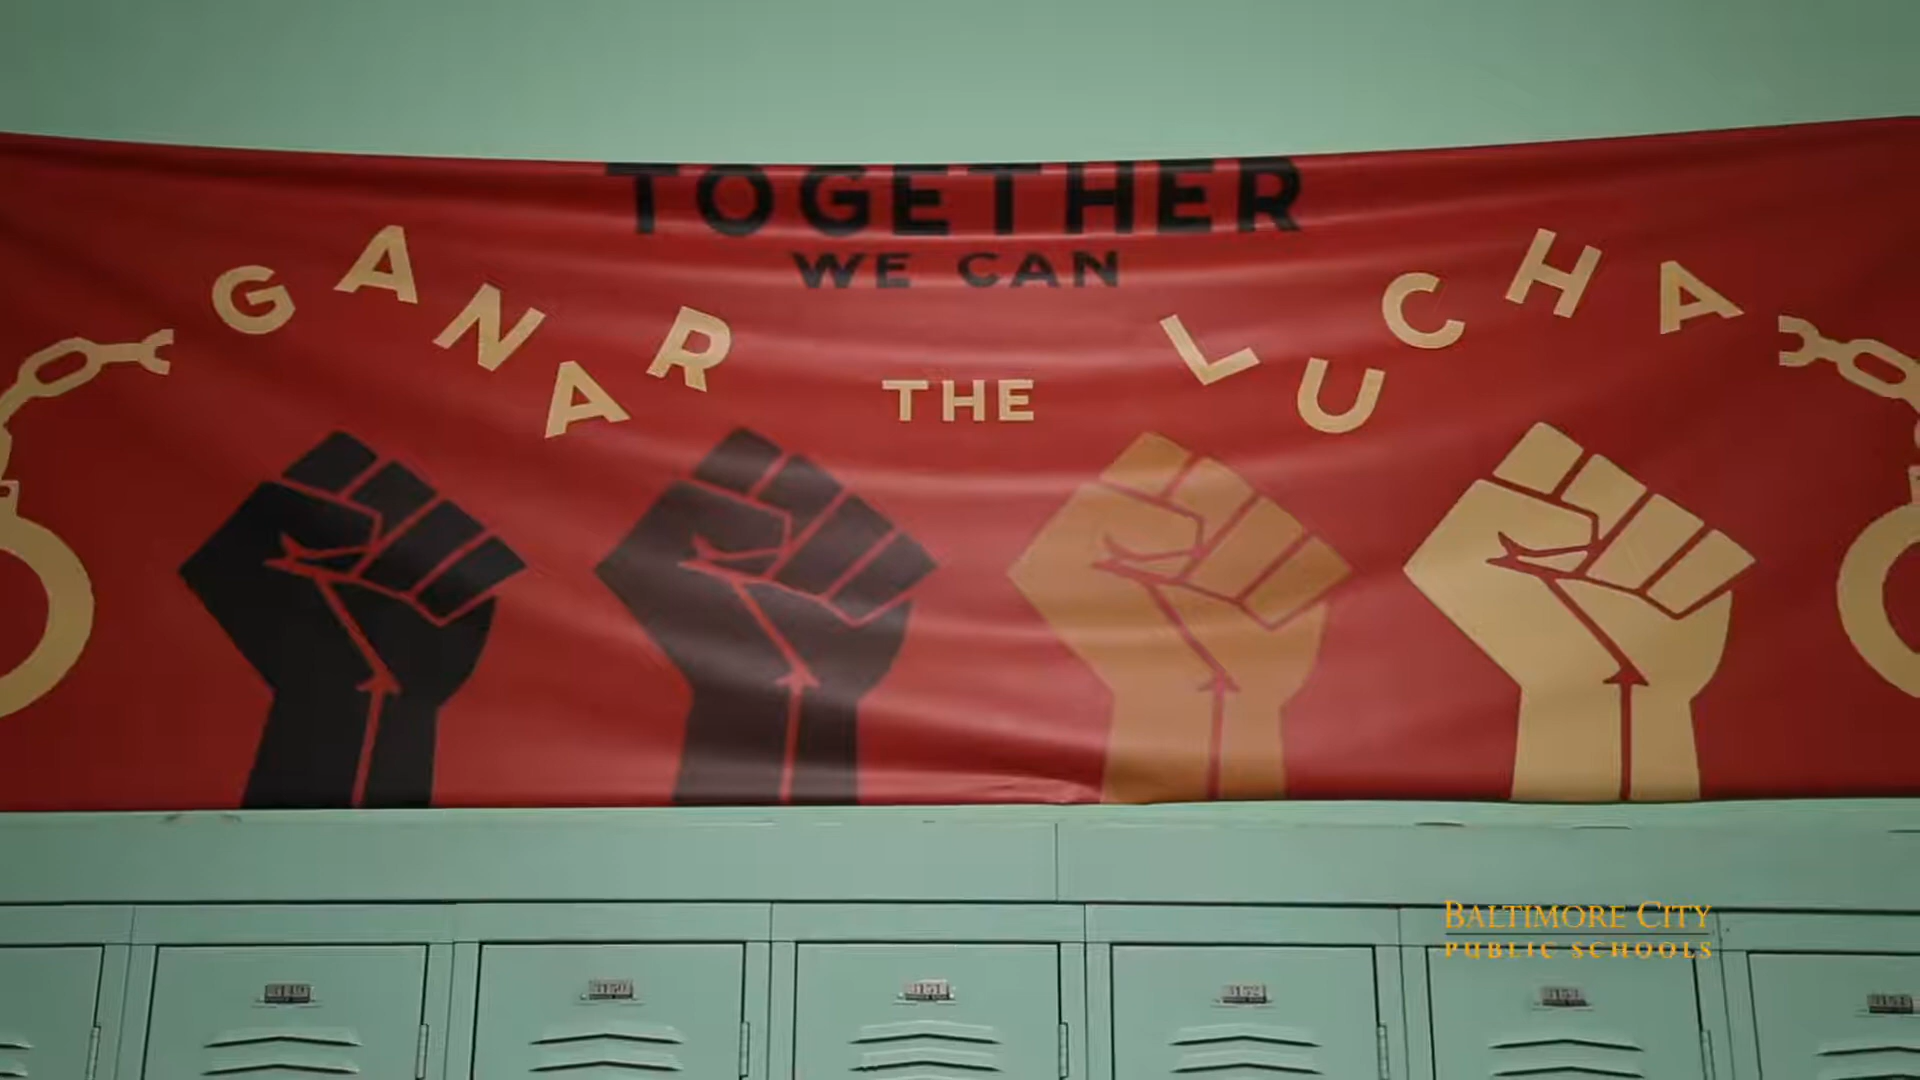 TOGETHER
WE CAN
GANAR THE LUCHA
BALTIMORE CITY
PUBLIC SCHOOLS